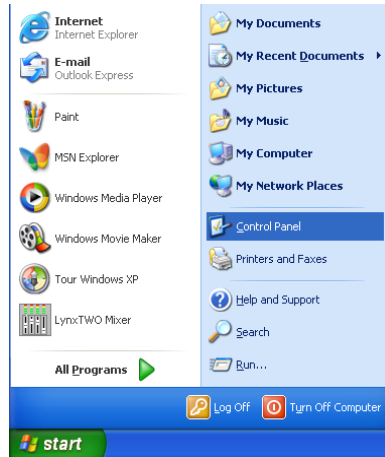 Internet
Internet Explorer
E-mail
Outlook Express
Paint
MSN Explorer
Windows Media Player
Windows Movie Maker
Tour Windows XP
LynxTWO Mixer
All Programs
My Documents
My Recent Documents
My Pictures
My Music
My Computer
My Network Places
Control Panel
Printers and Faxes
Help and Support
Search
Run...
Log Off
Turn Off Computer
start